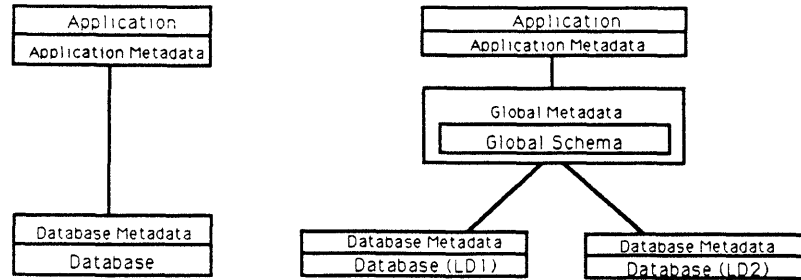 Application
Application Metadata
Database Metadata
Database
Application
Application Metadata
Global Metadata
Global Schema
Database Metadata
Database (LD1)
Database Metadata
Database (LD2)